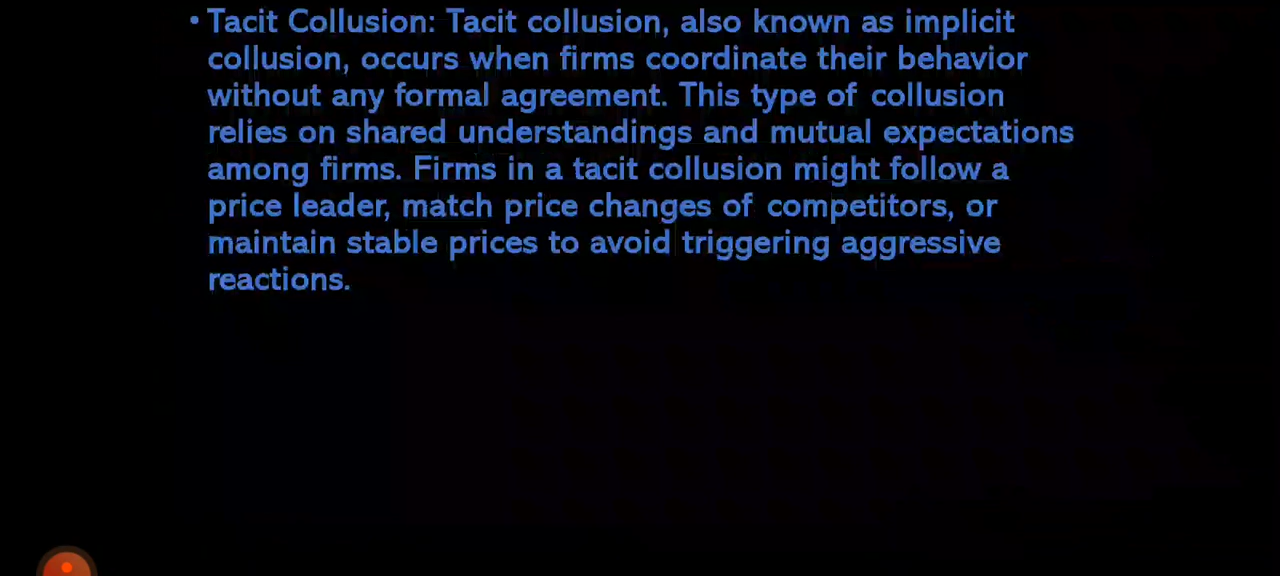 • Tacit Collusion: Tacit collusion, also known as implicit
collusion, occurs when firms coordinate their behavior
without any formal agreement. This type of collusion
relies on shared understandings and mutual expectations
among firms. Firms in a tacit collusion might follow a
price leader, match price changes of competitors, or
maintain stable prices to avoid triggering aggressive
reactions.